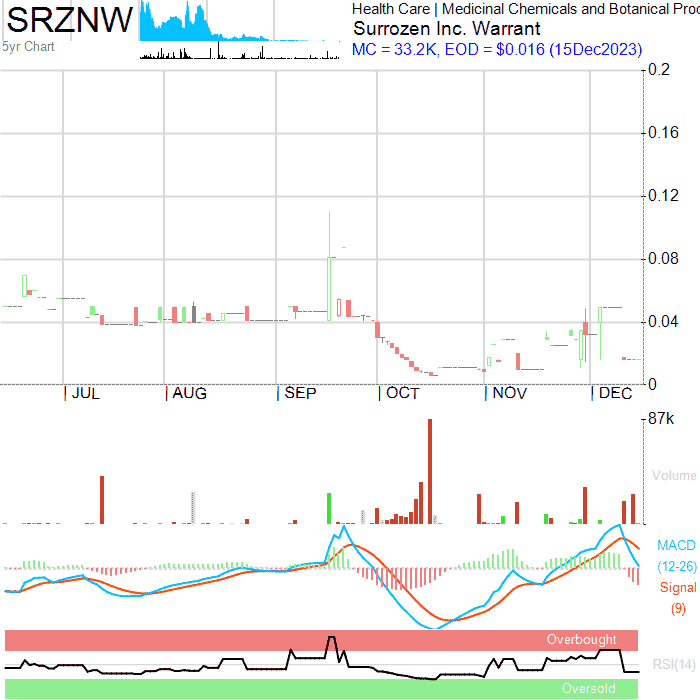 SRZNW
5yr Chart
Health Care | Medicinal Chemicals and Botanical Proc
Surrozen Inc. Warrant
MC = 33.2K, EOD = $0.016 (15Dec2023)
0.2
0.16
0.12
0.08
0.04
0
JUL AUG SEP OCT NOV DEC
87k
Volume
MACD
(12-26)
Signal
(9)
Overbought
RSI(14)
Oversold